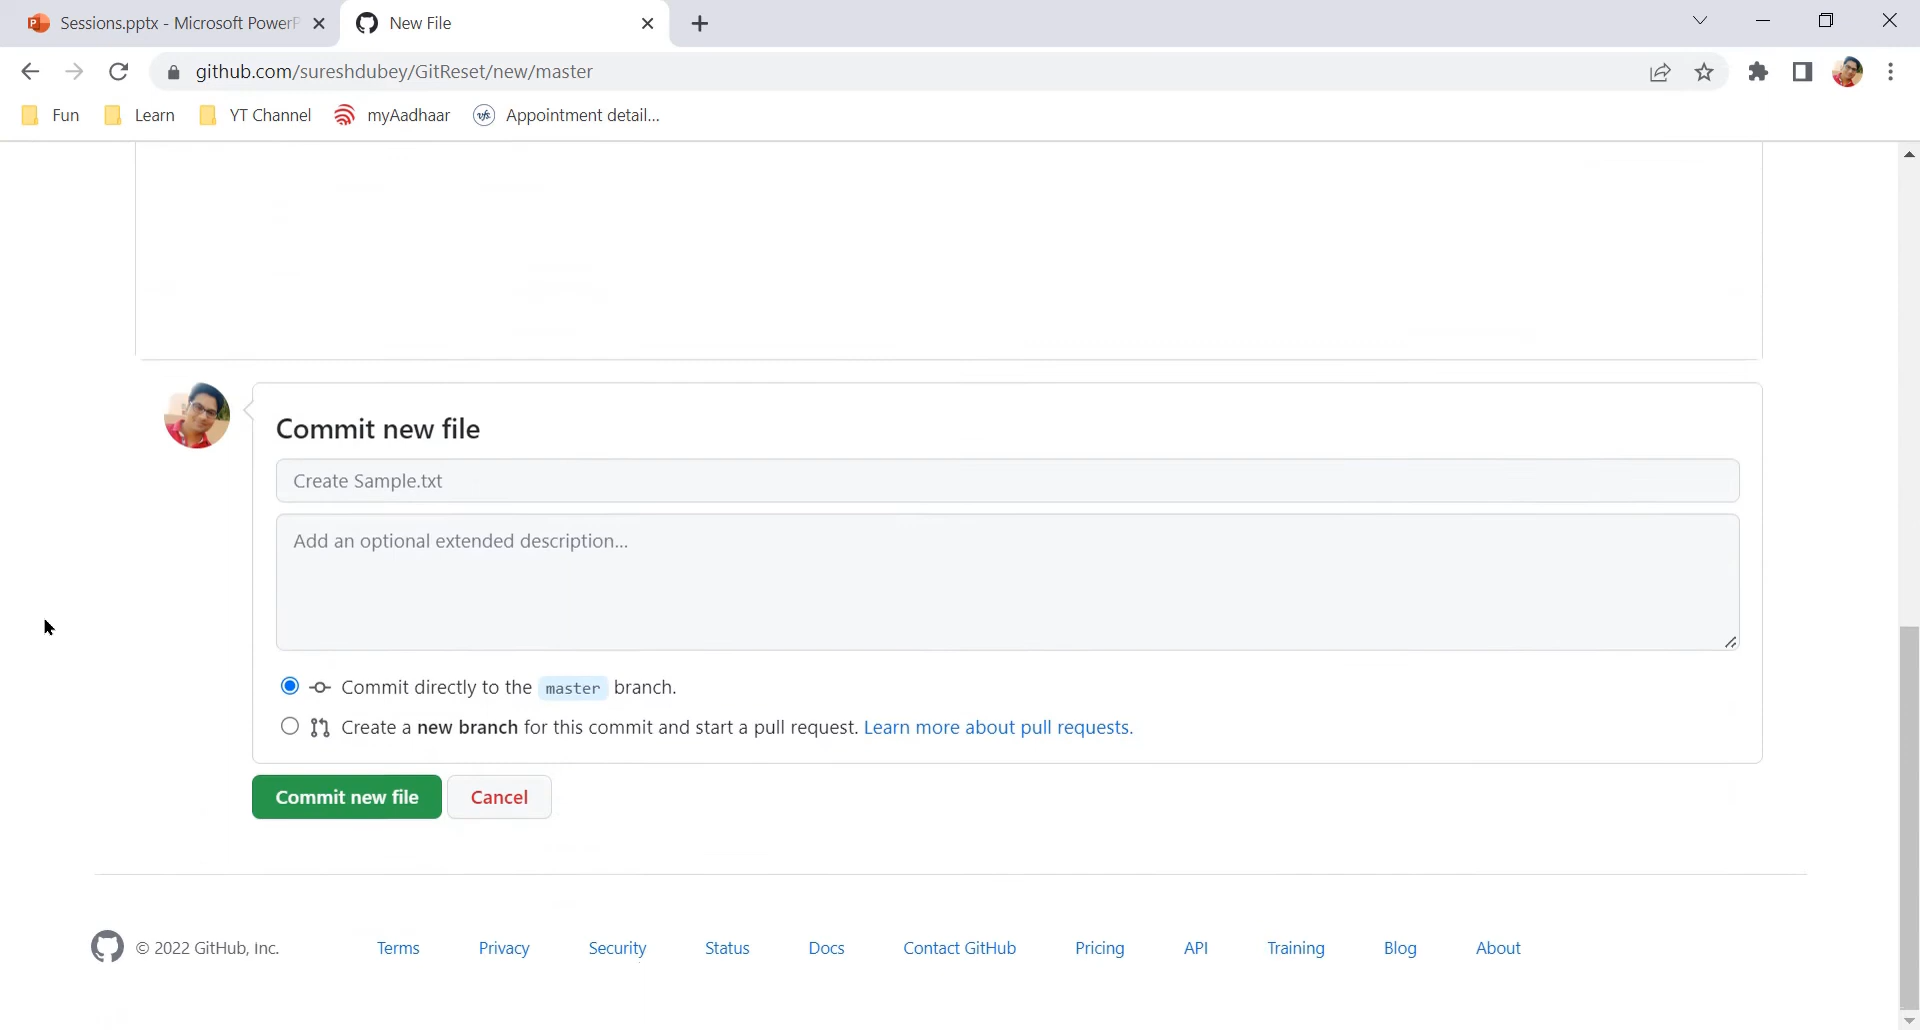 Sessions.pptx - Microsoft PowerP
New File
github.com/sureshdubey/GitReset/new/master
Fun
Learn
YT Channel
myAadhaar
vfs
Appointment detail...
Commit new file
Create Sample.txt
Add an optional extended description...
Commit directly to the master branch.
Create a new branch for this commit and start a pull request. Learn more about pull requests.
Commit new file
Cancel
© 2022 GitHub, Inc.
Terms
Privacy
Security
Status
Docs
Contact GitHub
Pricing
API
Training
Blog
About